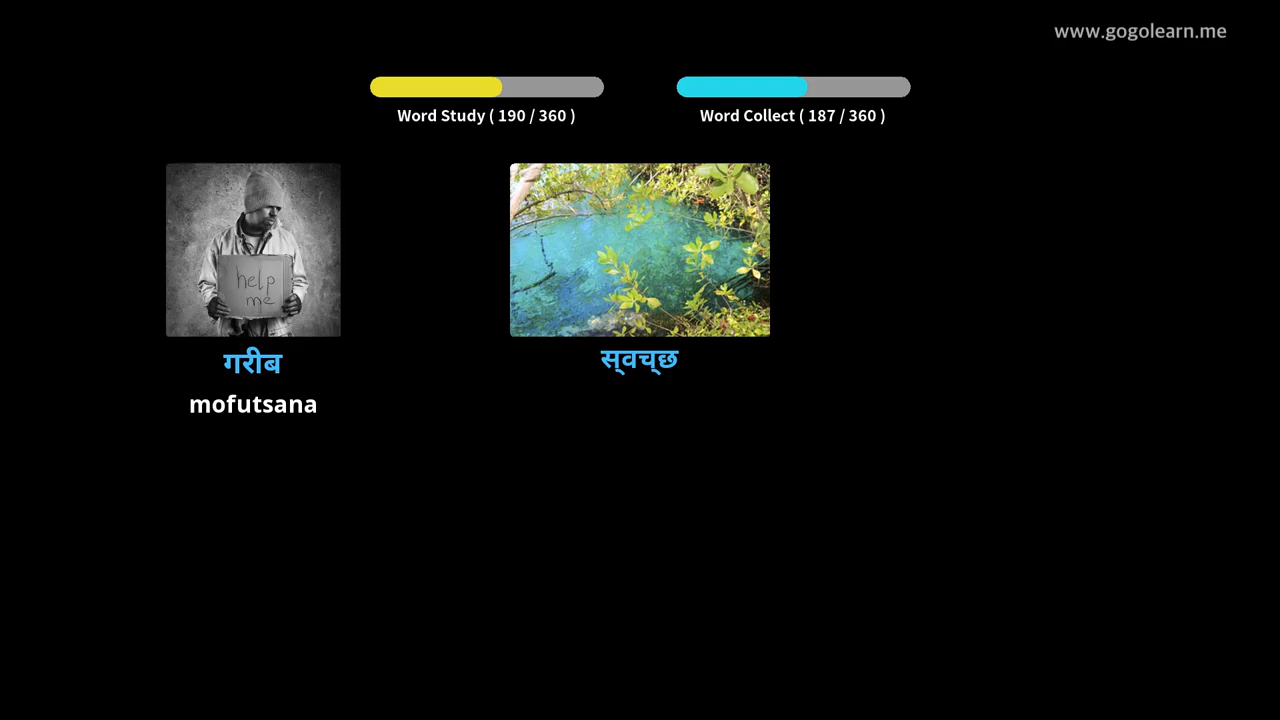 www.gogolearn.me
Word Study ( 190 / 360 )
Word Collect ( 187 / 360 )
help
me
गरीब
स्वच्छ
mofutsana